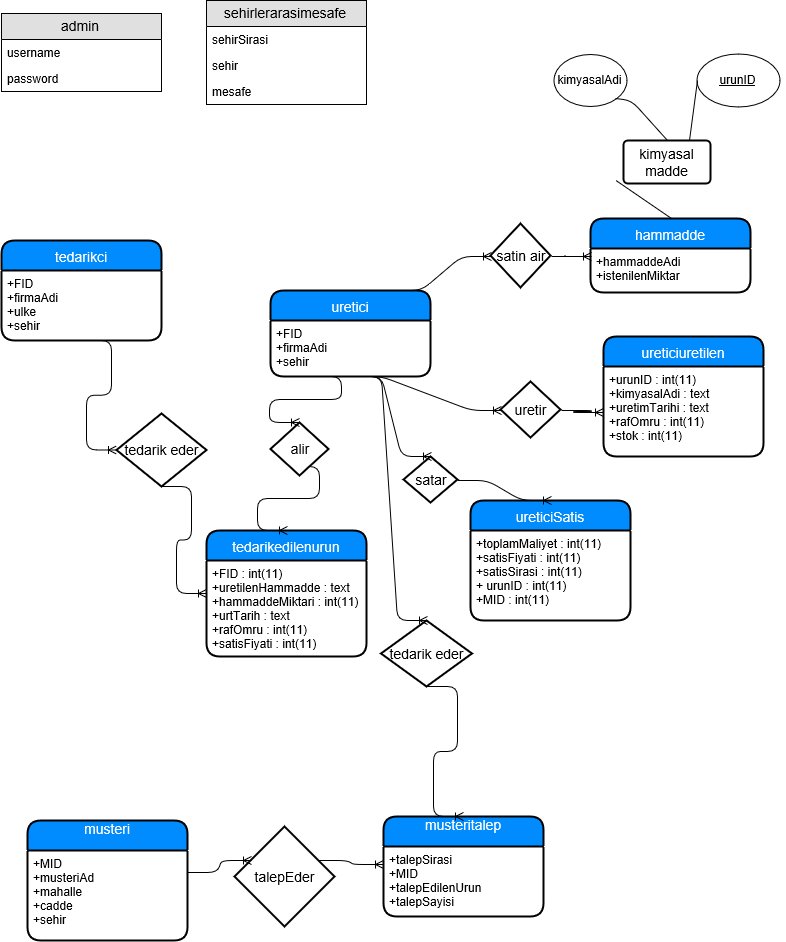 admin
username
password
sehirlerarasimesafe
sehirSirasi
sehir
mesafe
kimyasalAdi
urunID
kimyasal
madde
hammadde
+hammaddeAdi
+istenilenMiktar
satin air
tedarikci
+FID
+firmaAdi
+ulke
+sehir
uretici
+FID
+firmaAdi
+sehir
ureticiuretilen
+urunID : int(11)
+kimyasalAdi : text
+uretimTarihi : text
+rafOmru : int(11)
+stok : int(11)
uretir
tedarik eder
alir
satar
ureticiSatis
+toplamMaliyet : int(11)
+satisFiyati : int(11)
+satisSirasi : int(11)
+ urunID : int(11)
+MID : int(11)
tedarikedilenurun
+FID : int(11)
+uretilenHammadde : text
+hammaddeMiktari : int(11)
+urtTarih : text
+rafOmru : int(11)
+satisFiyati : int(11)
tedarik eder
musteri
+MID
+musteriAd
+mahalle
+cadde
+sehir
talepEder
musteritalep
+talepSirasi
+MID
+talepEdilenUrun
+talepSayisi